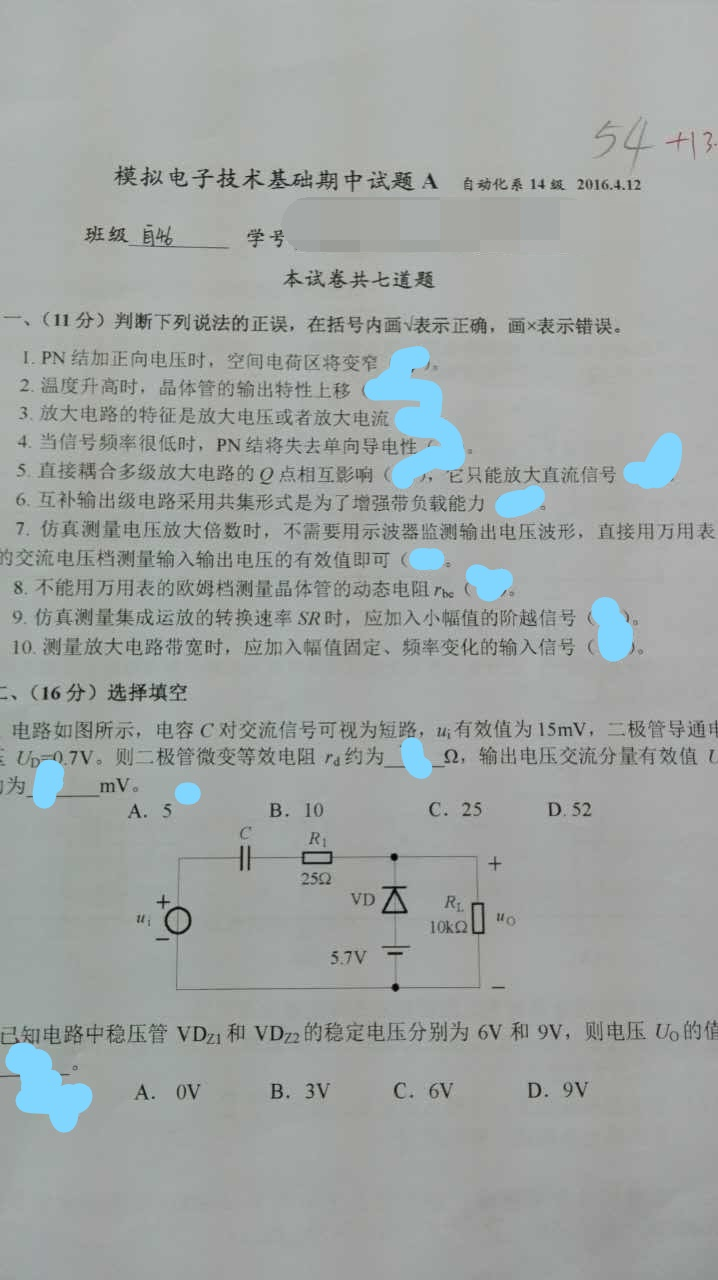 54 +13
模拟电子技术基础期中试题 A 自动化系 14 级 2016.4.12
班级 自46 学号
本试卷共七道题
一、（11 分）判断下列说法的正误，在括号内画√表示正确，画×表示错误。
1. PN 结加正向电压时，空间电荷区将变窄 ）。
2. 温度升高时，晶体管的输出特性上移（
3. 放大电路的特征是放大电压或者放大电流
4. 当信号频率很低时，PN 结将失去单向导电性（ 。
5. 直接耦合多级放大电路的 Q 点相互影响（ ），它只能放大直流信号
6. 互补输出级电路采用共集形式是为了增强带负载能力 。
7. 仿真测量电压放大倍数时，不需要用示波器监测输出电压波形，直接用万用表
的交流电压档测量输入输出电压的有效值即可（ 。
8. 不能用万用表的欧姆档测量晶体管的动态电阻 rbe（ ）。
9. 仿真测量集成运放的转换速率 SR 时，应加入小幅值的阶越信号（ ）。
10. 测量放大电路带宽时，应加入幅值固定、频率变化的输入信号（ ）。
二、（16 分）选择填空
电路如图所示，电容 C 对交流信号可视为短路，ui 有效值为 15mV，二极管导通电
压 UD=0.7V。则二极管微变等效电阻 rd 约为____Ω，输出电压交流分量有效值 U
约为______mV。
A．5 B．10 C．25 D. 52
C R1
25Ω
+ VD RL +
ui 10kΩ uO
− 5.7V −
已知电路中稳压管 VDZ1 和 VDZ2 的稳定电压分别为 6V 和 9V，则电压 UO 的值
______。
A． 0V B．3V C．6V D．9V